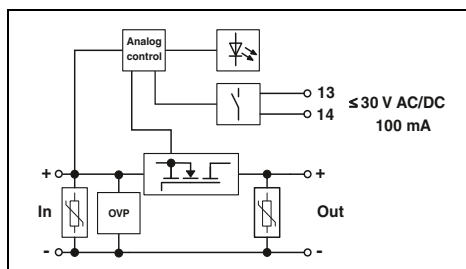 Analog
control
13
14
≤ 30 V AC/DC
100 mA
+
+
In
OVP
Out
-
-